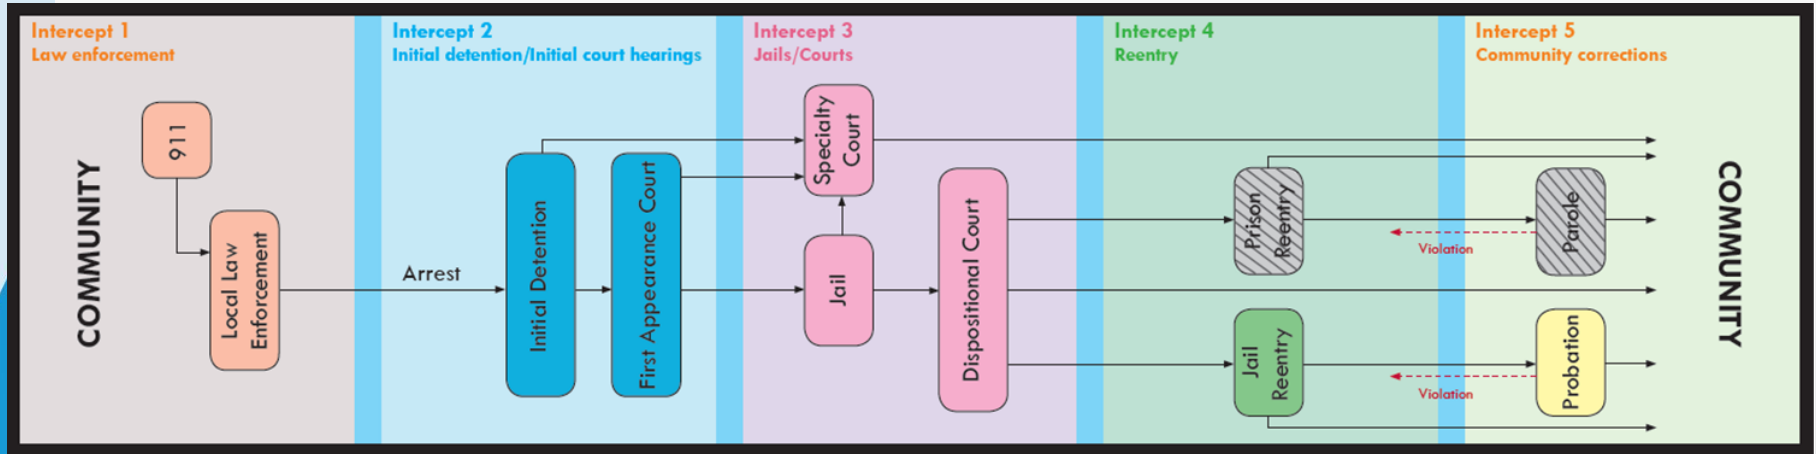 Intercept 1
Law enforcement
Intercept 2
Initial detention/Initial court hearings
Intercept 3
Jails/Courts
Intercept 4
Reentry
Intercept 5
Community corrections
COMMUNITY
911
Local Law
Enforcement
Arrest
Initial Detention
First Appearance Court
Specialty
Court
Jail
Dispositional Court
Prison
Reentry
Jail
Reentry
Violation
Violation
Parole
Probation
COMMUNITY